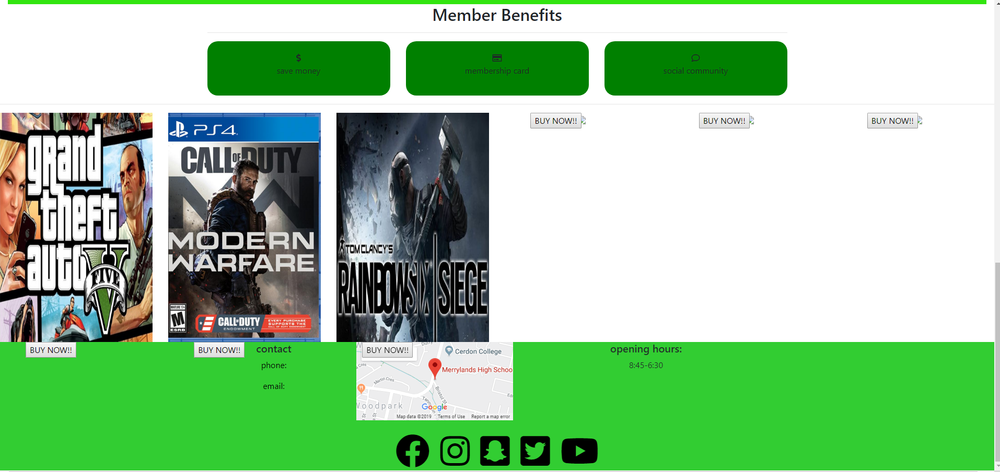 Member Benefits
save money
membership card
social community
BUY NOW!!
BUY NOW!!
BUY NOW!!
grand
theft
auto
V
FIVE
PS4
CALL OF DUTY
MODERN
WARFARE
MATURE 17+
M
ESRB
CALL OF DUTY
ENDOWMENT
EVERY PURCHASE
SUPPORTS THE
CALL OF DUTY ENDOWMENT
TOM CLANCY'S
RAINBOW SIX | SIEGE
BUY NOW!!
BUY NOW!!
contact
phone:
email:
BUY NOW!!
Cerdon College
Merrylands High Schoo
Martin Cres
Bristol St
Woodpark
Google
Map data ©2019
Terms of Use
Report a map error
opening hours:
8:45-6:30